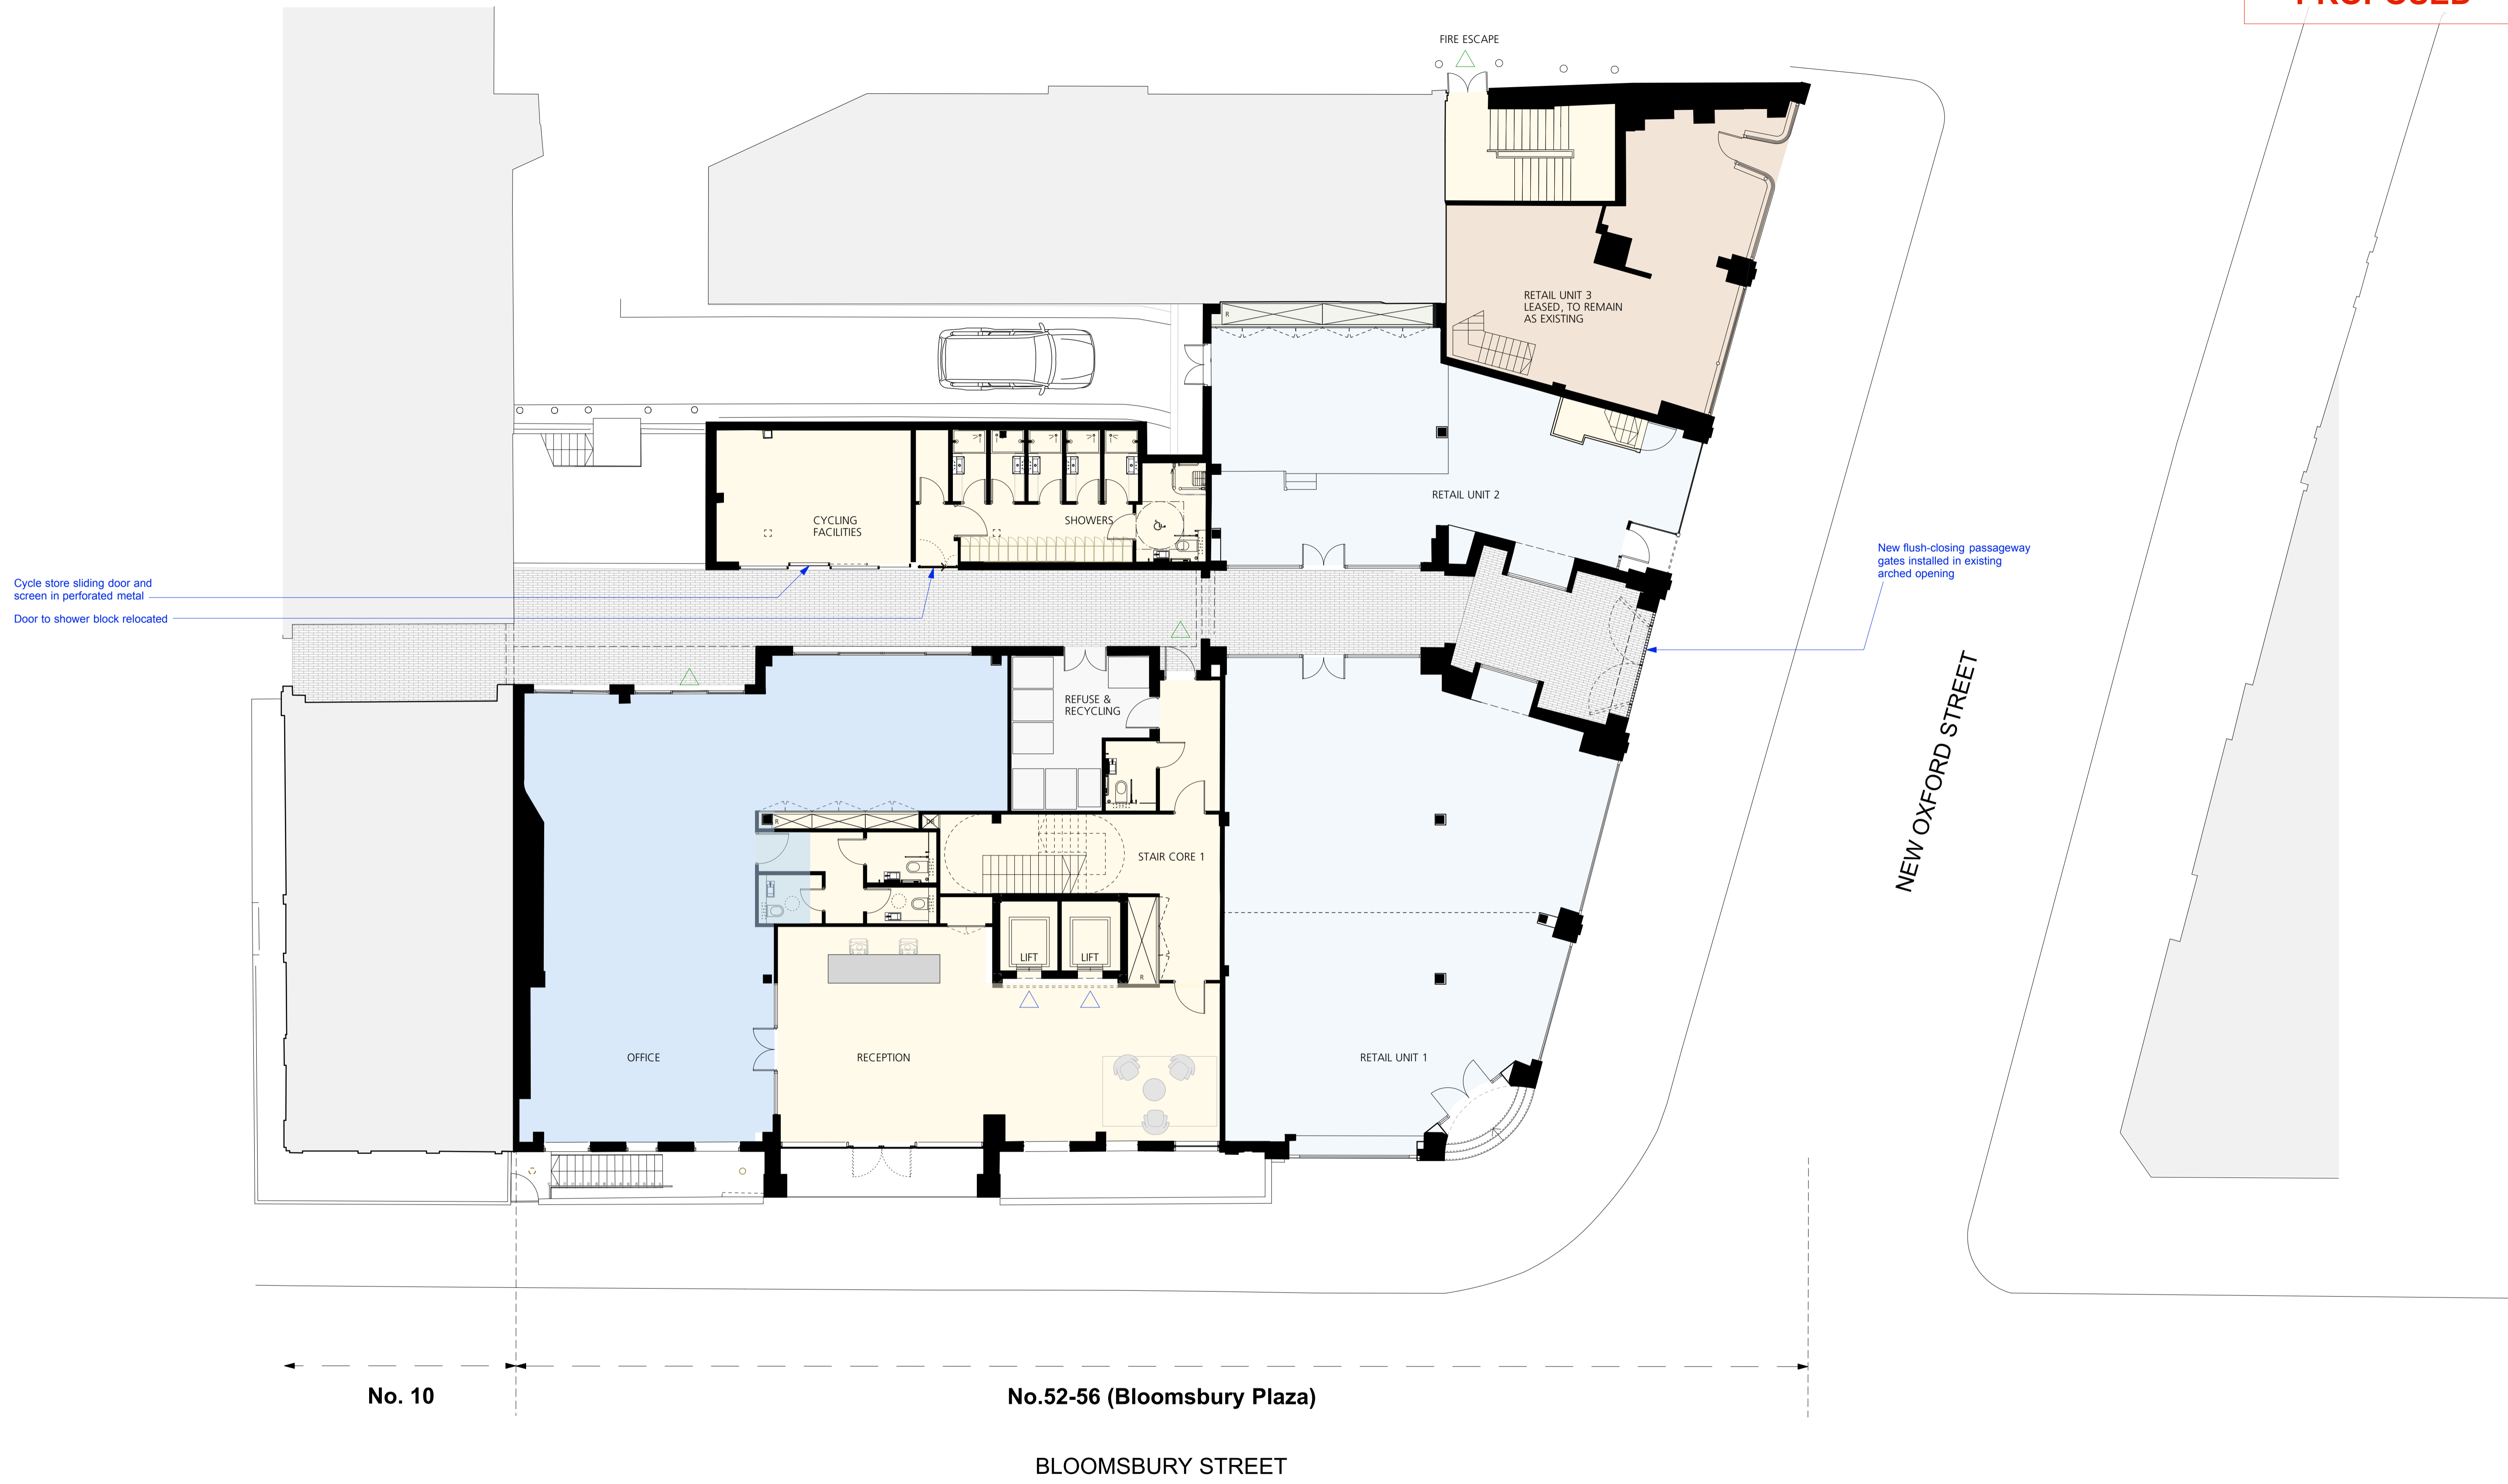 PROPOSED
FIRE ESCAPE
RETAIL UNIT 3
LEASED, TO REMAIN
AS EXISTING
R
RETAIL UNIT 2
CYCLING
FACILITIES
SHOWERS
New flush-closing passageway
gates installed in existing
arched opening
Cycle store sliding door and
screen in perforated metal
Door to shower block relocated
REFUSE &
RECYCLING
NEW OXFORD STREET
R
STAIR CORE 1
LIFT
LIFT
R
OFFICE
RECEPTION
RETAIL UNIT 1
No. 10
No.52-56 (Bloomsbury Plaza)
BLOOMSBURY STREET